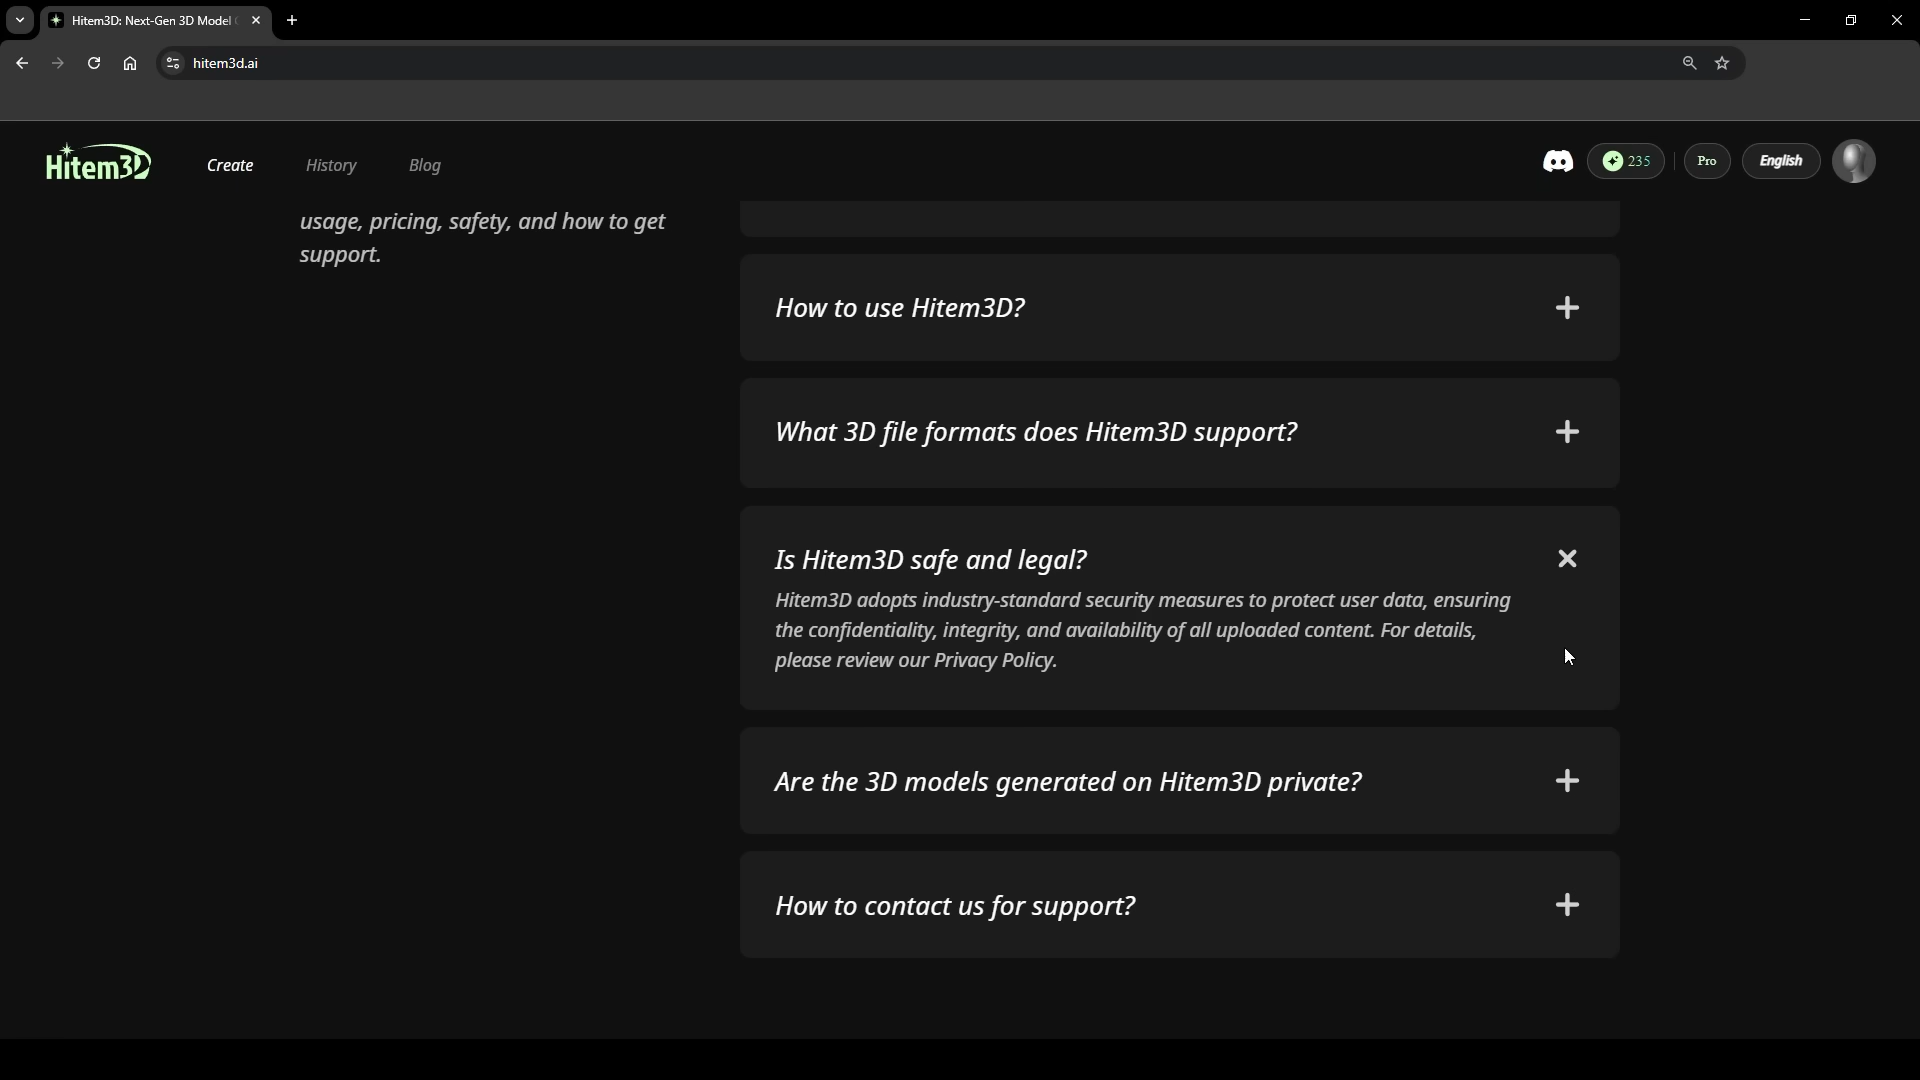 Hitem3D: Next-Gen 3D Model
hitem3d.ai
Hitem3D
Create
History
Blog
235
Pro
English
usage, pricing, safety, and how to get
support.
How to use Hitem3D?
What 3D file formats does Hitem3D support?
Is Hitem3D safe and legal?
Hitem3D adopts industry-standard security measures to protect user data, ensuring
the confidentiality, integrity, and availability of all uploaded content. For details,
please review our Privacy Policy.
Are the 3D models generated on Hitem3D private?
How to contact us for support?